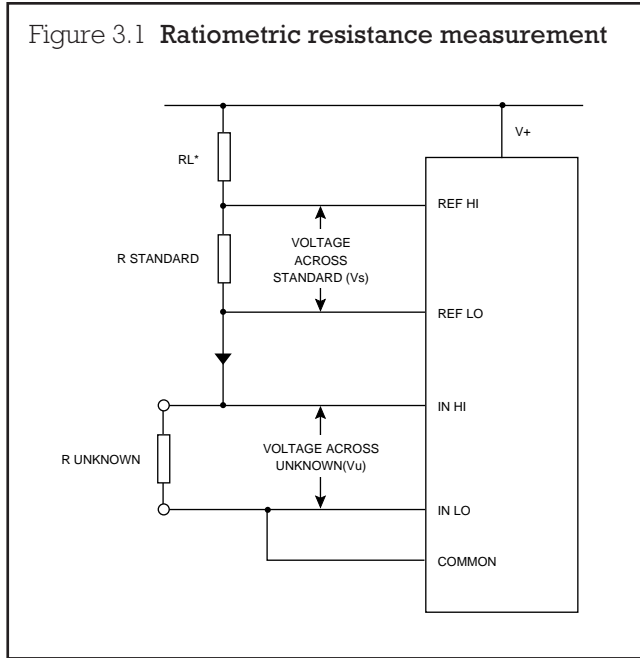 Figure 3.1 Ratiometric resistance measurement
V+
RL*
REF HI
VOLTAGE
ACROSS
STANDARD (Vs)
R STANDARD
REF LO
IN HI
VOLTAGE ACROSS
UNKNOWN(Vu)
R UNKNOWN
IN LO
COMMON